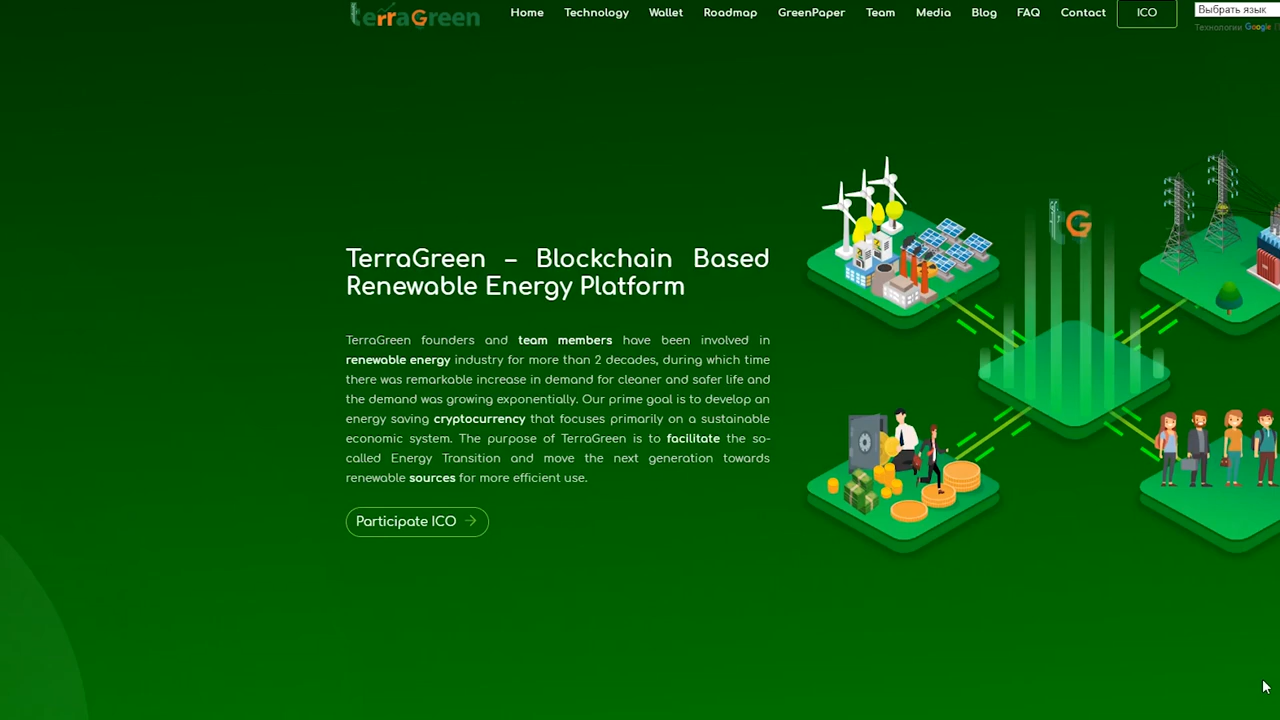 terraGreen
Home Technology Wallet Roadmap GreenPaper Team Media Blog FAQ Contact ICO
Выбрать язык
Технологии Google
TerraGreen – Blockchain Based
Renewable Energy Platform
TerraGreen founders and team members have been involved in
renewable energy industry for more than 2 decades, during which time
there was remarkable increase in demand for cleaner and safer life and
the demand was growing exponentially. Our prime goal is to develop an
energy saving cryptocurrency that focuses primarily on a sustainable
economic system. The purpose of TerraGreen is to facilitate the so-
called Energy Transition and move the next generation towards
renewable sources for more efficient use.
Participate ICO
tG